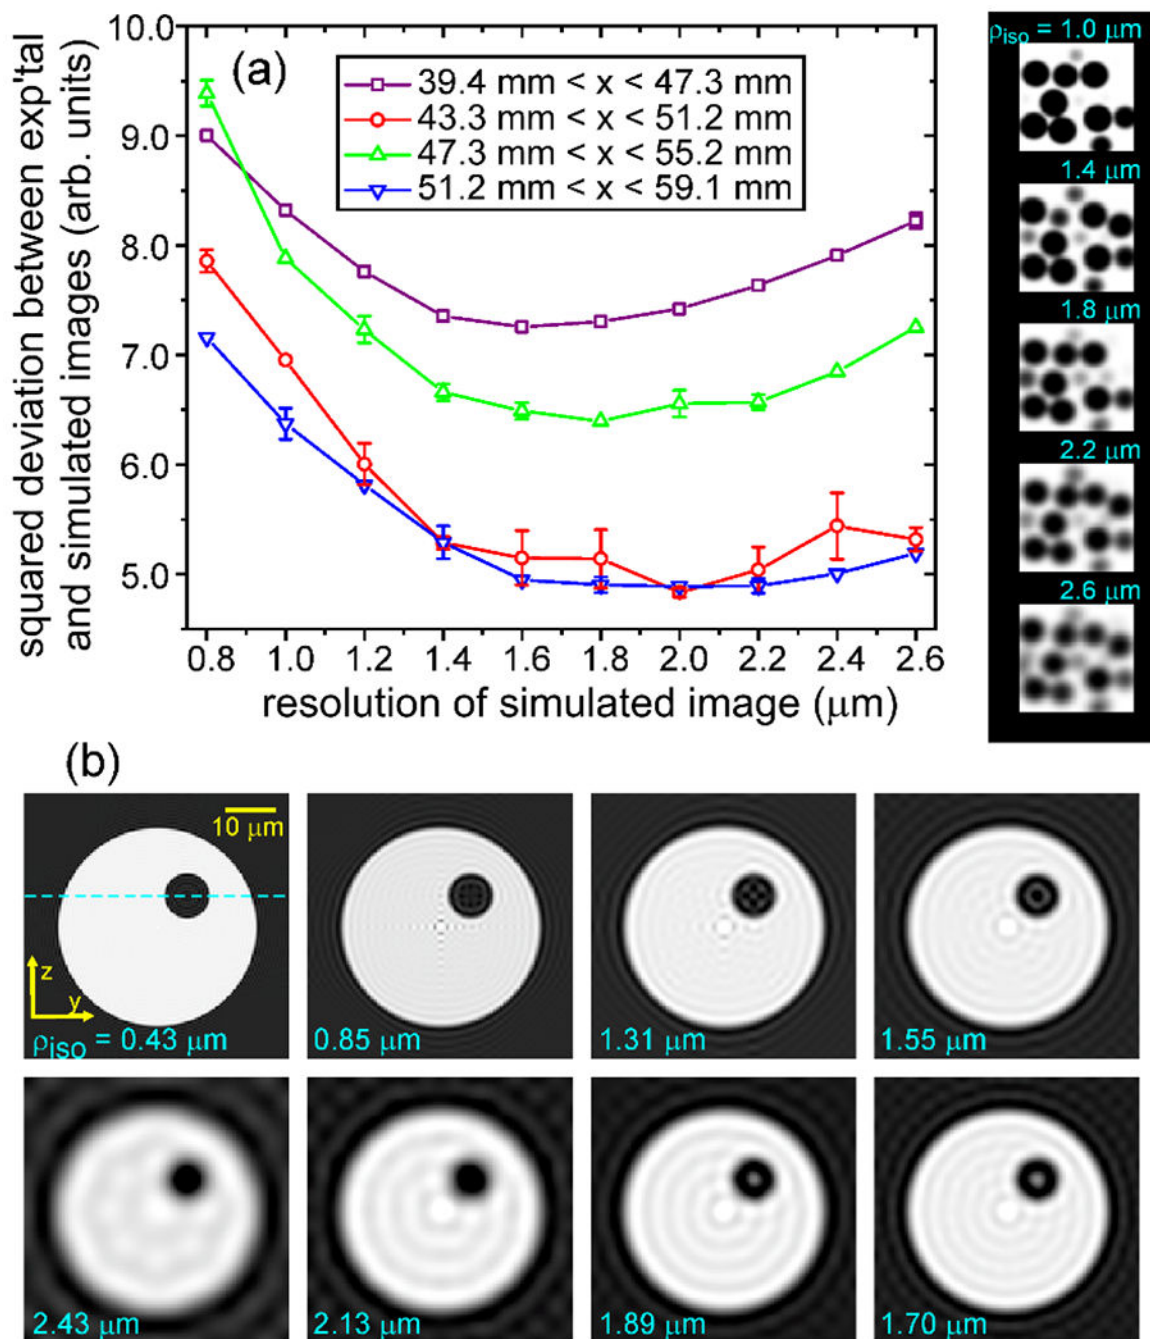 squared deviation between exp'tal
and simulated images (arb. units)
10.0
9.0
8.0
7.0
6.0
5.0
(a)
39.4 mm < x < 47.3 mm
43.3 mm < x < 51.2 mm
47.3 mm < x < 55.2 mm
51.2 mm < x < 59.1 mm
0.8 1.0 1.2 1.4 1.6 1.8 2.0 2.2 2.4 2.6
resolution of simulated image (μm)
ρiso = 1.0 μm
1.4 μm
1.8 μm
2.2 μm
2.6 μm
(b)
10 μm
z
y
ρiso = 0.43 μm
0.85 μm
1.31 μm
1.55 μm
2.43 μm
2.13 μm
1.89 μm
1.70 μm